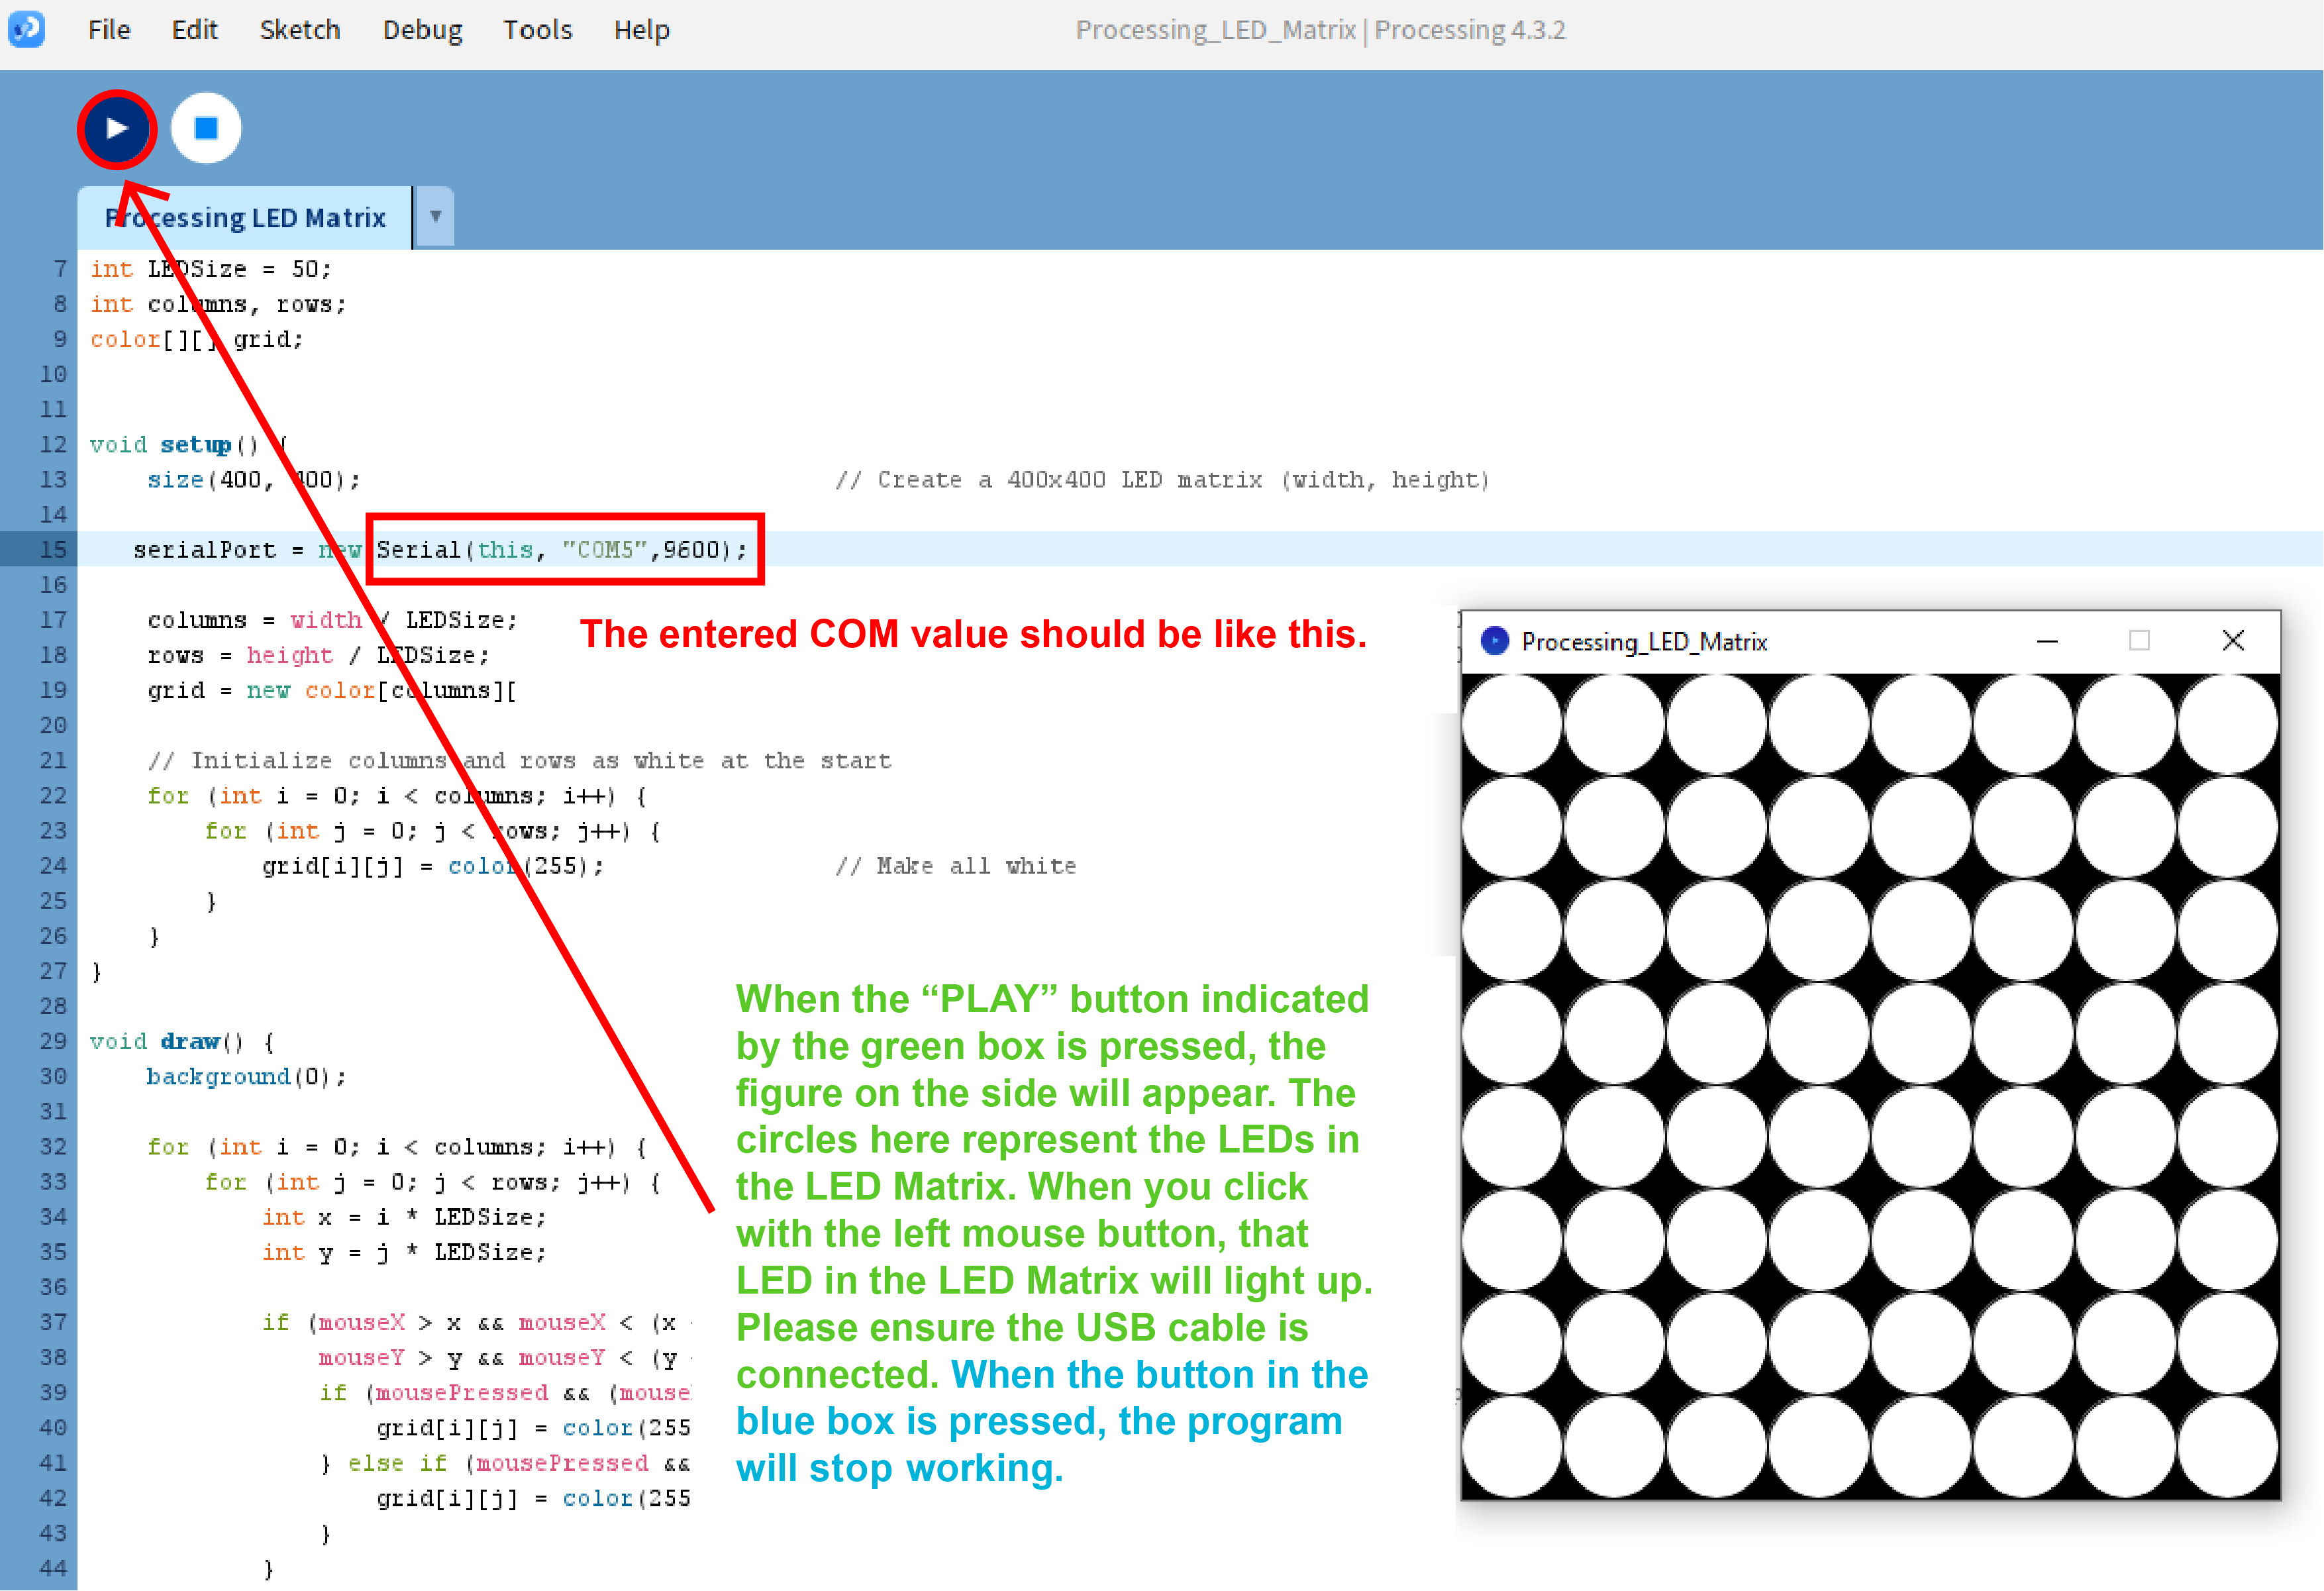 File Edit Sketch Debug Tools Help
Processing_LED_Matrix | Processing 4.3.2
Processing LED Matrix ▼
7 int LEDSize = 50;
8 int columns, rows;
9 color[][] grid;
10
11
12 void setup() {
13 size(400, 400); // Create a 400x400 LED matrix (width, height)
14
15 serialPort = new Serial(this, "COM5",9600);
16
17 columns = width / LEDSize;
18 rows = height / LEDSize;
19 grid = new color[columns][
20
21 // Initialize columns and rows as white at the start
22 for (int i = 0; i < columns; i++) {
23 for (int j = 0; j < rows; j++) {
24 grid[i][j] = color(255); // Make all white
25 }
26 }
27 }
28
29 void draw() {
30 background(0);
31
32 for (int i = 0; i < columns; i++) {
33 for (int j = 0; j < rows; j++) {
34 int x = i * LEDSize;
35 int y = j * LEDSize;
36
37 if (mouseX > x && mouseX < (x
38 mouseY > y && mouseY < (y
39 if (mousePressed && (mouse
40 grid[i][j] = color(255
41 } else if (mousePressed &&
42 grid[i][j] = color(255
43 }
44 }
The entered COM value should be like this.
When the “PLAY” button indicated
by the green box is pressed, the
figure on the side will appear. The
circles here represent the LEDs in
the LED Matrix. When you click
with the left mouse button, that
LED in the LED Matrix will light up.
Please ensure the USB cable is
connected. When the button in the
blue box is pressed, the program
will stop working.
Processing_LED_Matrix